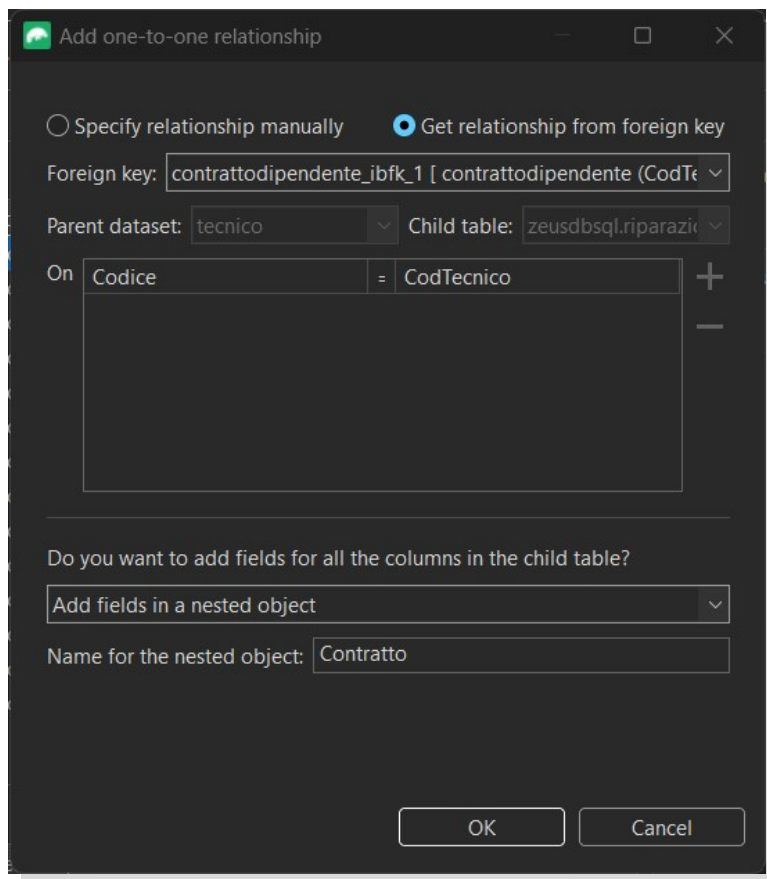 Add one-to-one relationship
Specify relationship manually Get relationship from foreign key
Foreign key: contrattodipendente_ibfk_1 [ contrattodipendente (CodTe
Parent dataset: tecnico Child table: zeusdbsql.riparazio
On Codice = CodTecnico
Do you want to add fields for all the columns in the child table?
Add fields in a nested object
Name for the nested object: Contratto
OK Cancel